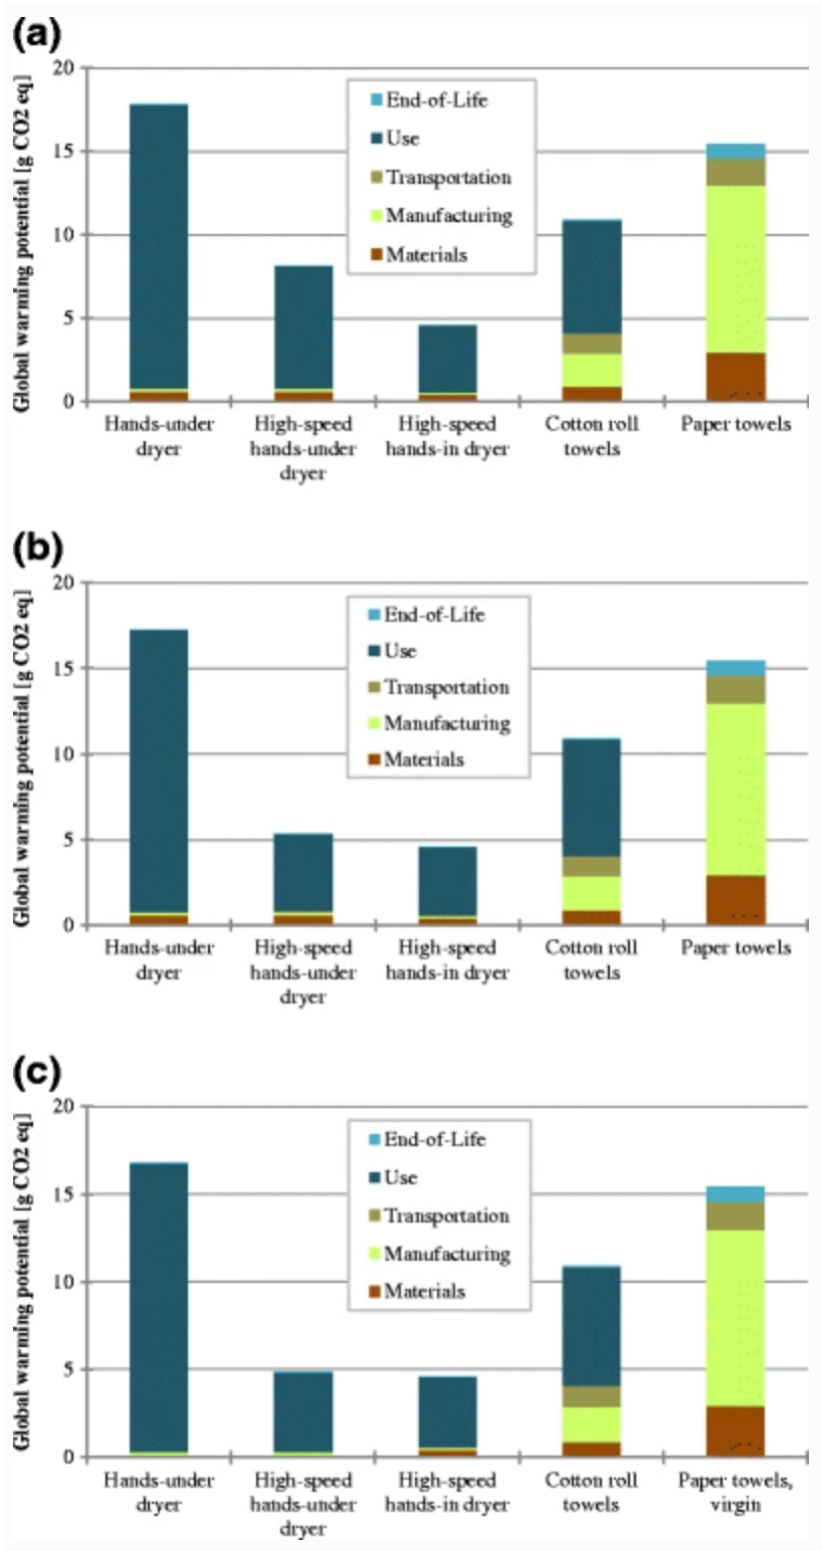 (a)
Global warming potential [g CO2 eq]
20
15
10
5
0
End-of-Life
Use
Transportation
Manufacturing
Materials
Hands-under
dryer
High-speed
hands-under
dryer
High-speed
hands-in dryer
Cotton roll
towels
Paper towels
(b)
Global warming potential [g CO2 eq]
20
15
10
5
0
End-of-Life
Use
Transportation
Manufacturing
Materials
Hands-under
dryer
High-speed
hands-under
dryer
High-speed
hands-in dryer
Cotton roll
towels
Paper towels
(c)
Global warming potential [g CO2 eq]
20
15
10
5
0
End-of-Life
Use
Transportation
Manufacturing
Materials
Hands-under
dryer
High-speed
hands-under
dryer
High-speed
hands-in dryer
Cotton roll
towels
Paper towels,
virgin